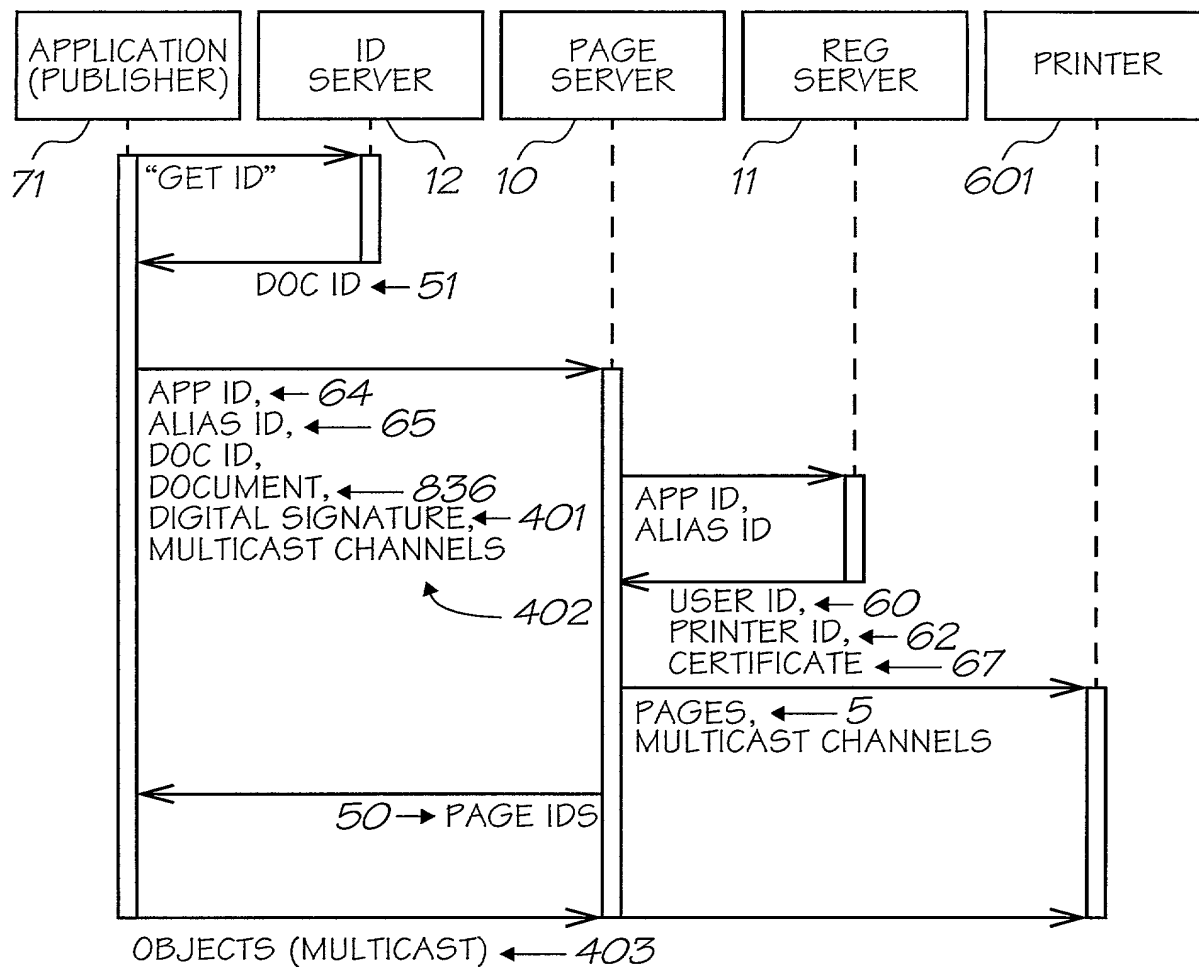 APPLICATION
(PUBLISHER)
ID
SERVER
PAGE
SERVER
REG
SERVER
PRINTER
71
12
10
11
601
“GET ID”
DOC ID 51
APP ID, 64
ALIAS ID, 65
DOC ID,
DOCUMENT, 836
DIGITAL SIGNATURE, 401
MULTICAST CHANNELS
402
APP ID,
ALIAS ID
USER ID, 60
PRINTER ID, 62
CERTIFICATE 67
PAGES, 5
MULTICAST CHANNELS
50 PAGE IDS
OBJECTS (MULTICAST) 403